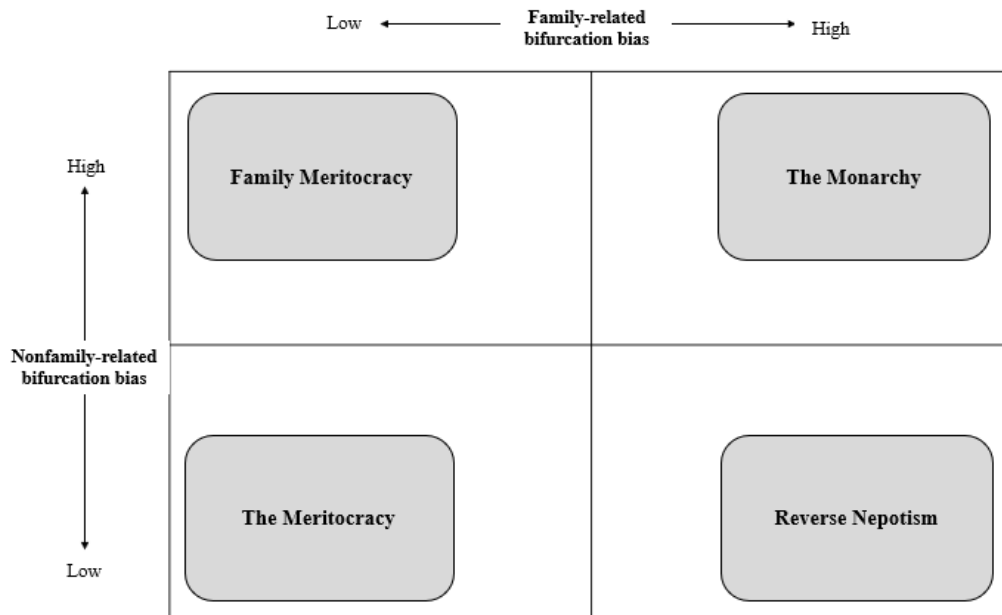 Low
Family-related
bifurcation bias
High
High
Family Meritocracy
The Monarchy
Nonfamily-related
bifurcation bias
The Meritocracy
Reverse Nepotism
Low